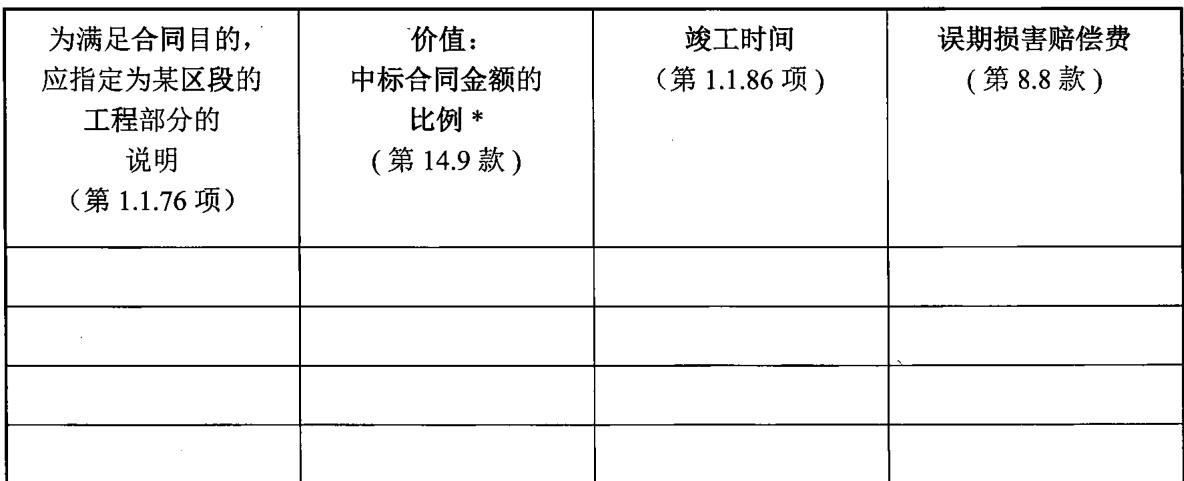 为满足合同目的，
应指定为某区段的
工程部分的
说明
（第 1.1.76 项）
价值：
中标合同金额的
比例 *
( 第 14.9 款 )
竣工时间
（第 1.1.86 项 )
误期损害赔偿费
( 第 8.8 款 )